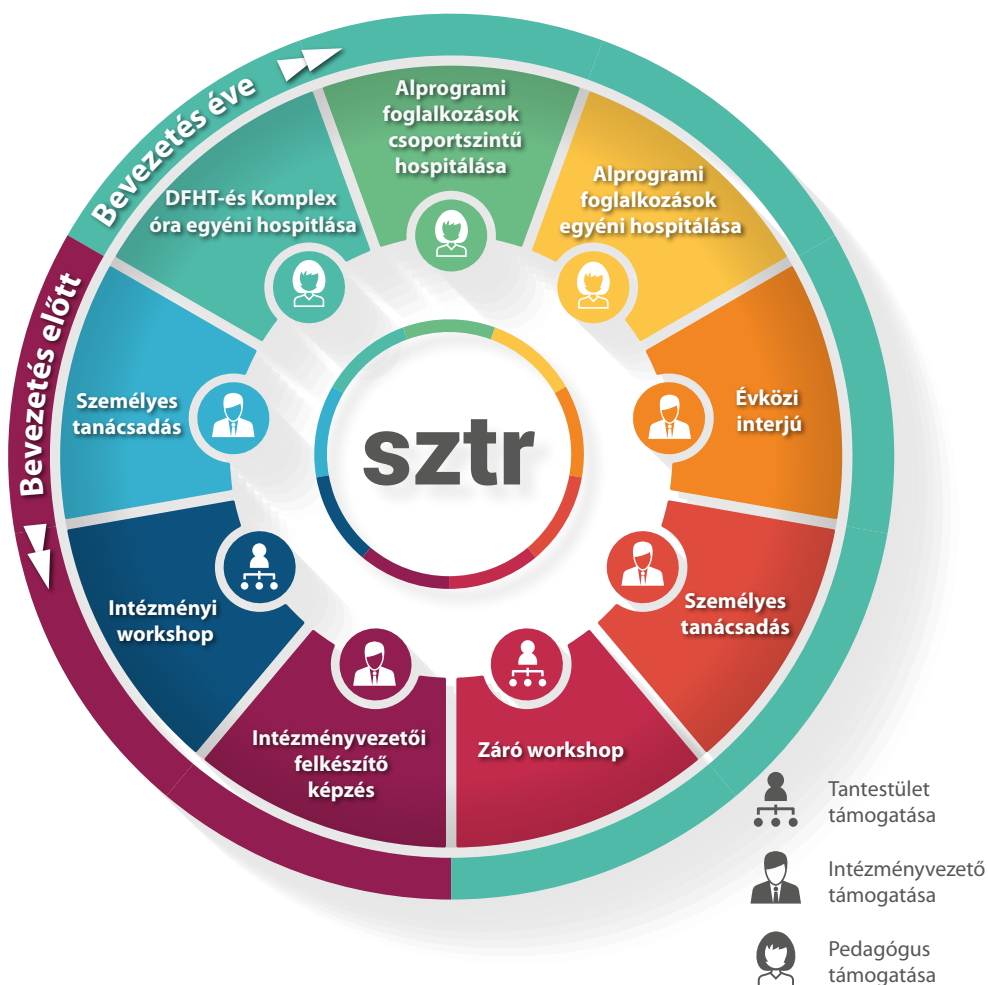 Bevezetés éve
Bevezetés előtt
Alprogrami
foglalkozások
csoportszintű
hospitálása
Alprogrami
foglalkozások
egyéni hospitálása
DFHT-és Komplex
óra egyéni hospitlása
Személyes
tanácsadás
Évközi
interjú
sztr
Intézményi
workshop
Személyes
tanácsadás
Intézményvezetői
felkészítő
képzés
Záró workshop
Tantestület
támogatása
Intézményvezető
támogatása
Pedagógus
támogatása